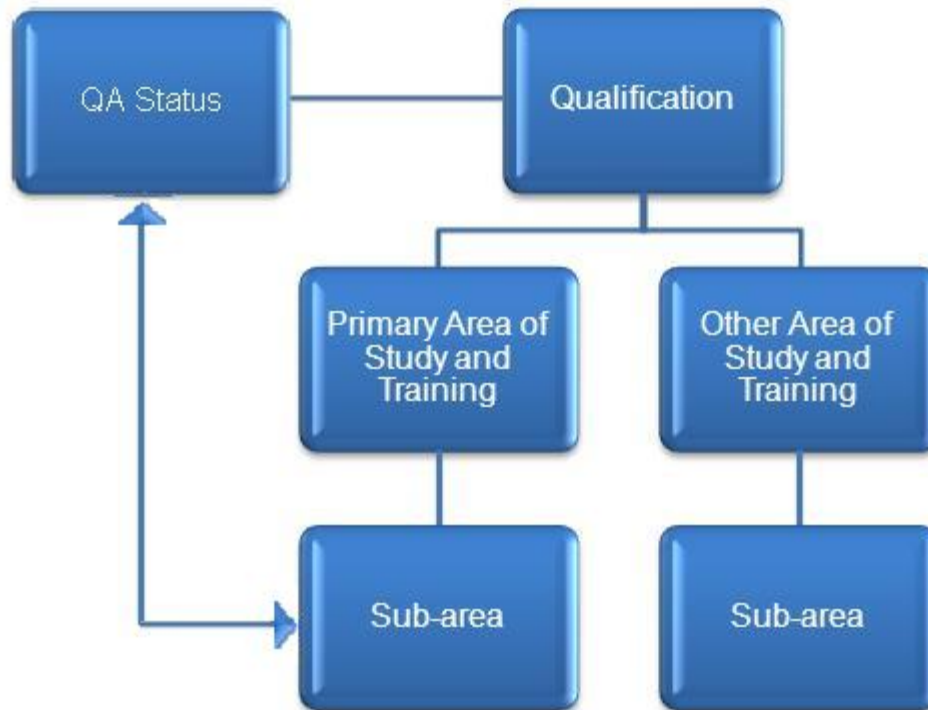 QA Status
Qualification
Primary Area of
Study and
Training
Other Area of
Study and
Training
Sub-area
Sub-area